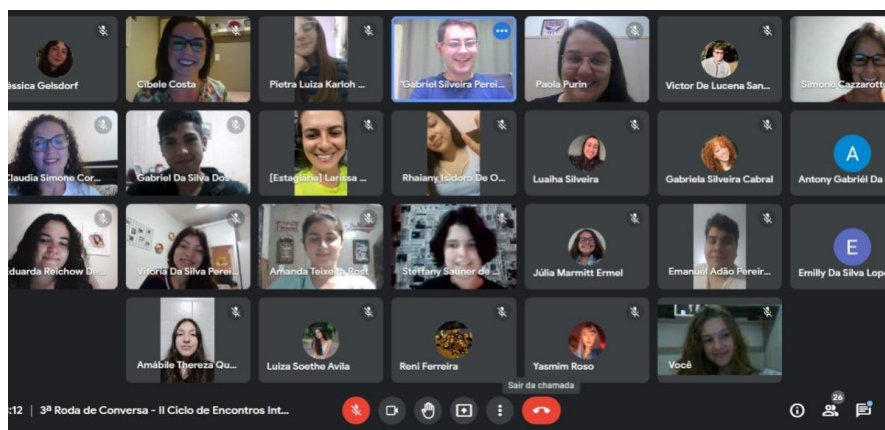 éssica Gelsdorf
Cibele Costa
Pietra Luiza Karloh ...
Gabriel Silveira Perei...
Paola Purin
Victor De Lucena San...
Simone Cazzarott
Claudia Simone Cor...
Gabriel Da Silva Dos
[Estagiária] Larissa ...
Rhaiany Isidoro De O...
Luaiha Silveira
Gabriela Silveira Cabral
A
Antony Gabriél Da
Eduarda Reichow De...
Vitória Da Silva Perei...
Amanda Teixeira Rost
Steffany Sauner de ...
Júlia Marmitt Ermel
Emanuel Adão Pereir...
E
Emilly Da Silva Lope
Amábile Thereza Qu...
Luiza Soethe Avila
Reni Ferreira
Yasmim Roso
Você
Sair da chamada
:12 | 3ª Roda de Conversa - II Ciclo de Encontros Int...
26